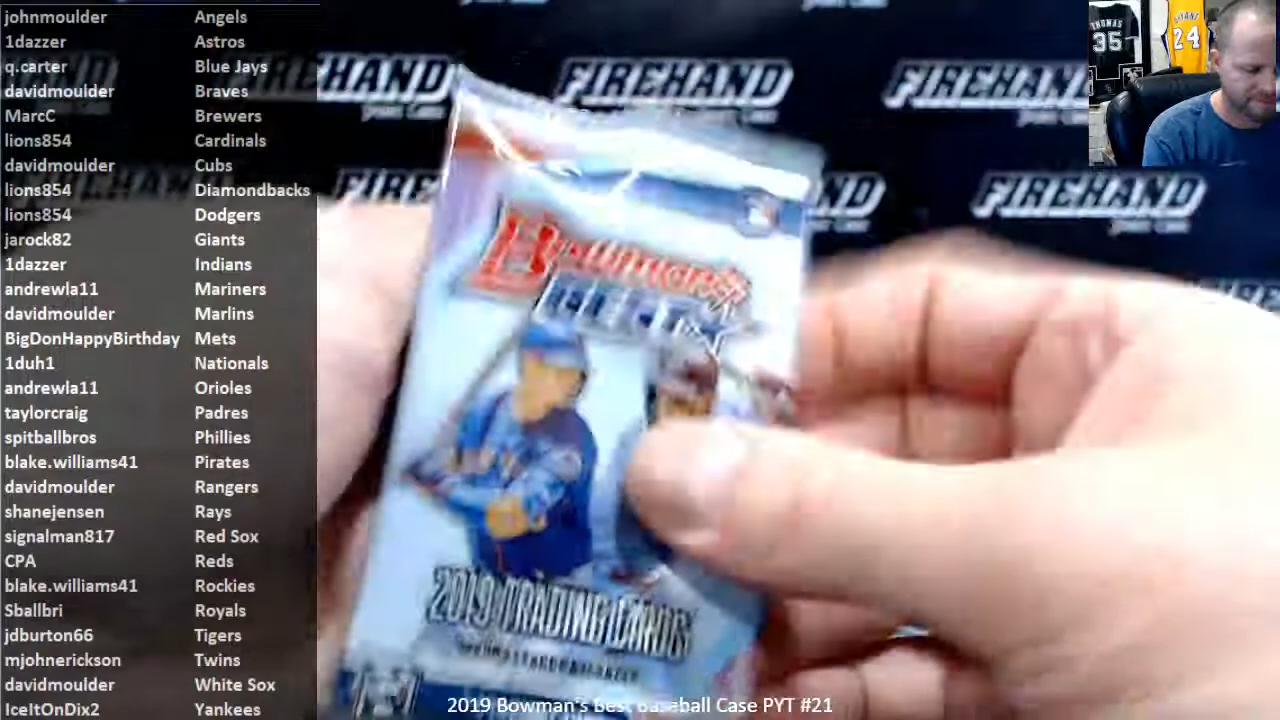 johnmoulder Angels
1dazzer Astros
q.carter Blue Jays
davidmoulder Braves
MarcC Brewers
lions854 Cardinals
davidmoulder Cubs
lions854 Diamondbacks
lions854 Dodgers
jarock82 Giants
1dazzer Indians
andrewla11 Mariners
davidmoulder Marlins
BigDonHappyBirthday Mets
1duh1 Nationals
andrewla11 Orioles
taylorcraig Padres
spitballbros Phillies
blake.williams41 Pirates
davidmoulder Rangers
shanejensen Rays
signalman817 Red Sox
CPA Reds
blake.williams41 Rockies
Sballbri Royals
jdburton66 Tigers
mjohnerickson Twins
davidmoulder White Sox
IceItOnDix2 Yankees
FIREHAND
FIREHAND
FIREHAND
THOMAS
35
BRYANT
24
Bowman's
BEST
2019 TRADING CARDS
2019 Bowman's Best Baseball Case PYT #21